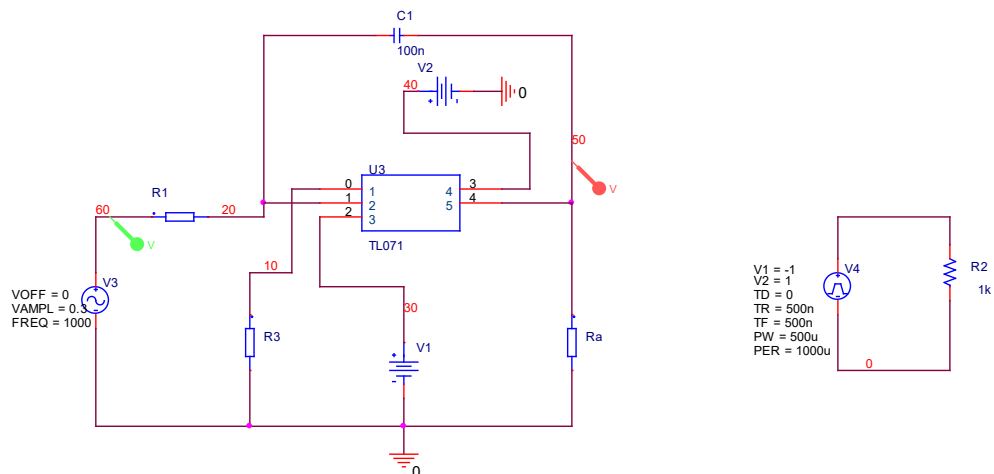 C1
100n
V2
40
0
50
U3
0 1 4 3
1 2 5 4
2 3
TL071
V
R1
60
20
V
V3
VOFF = 0
VAMPL = 0.3
FREQ = 1000
10
R3
30
V1
Ra
0
V1 = -1
V2 = 1
TD = 0
TR = 500n
TF = 500n
PW = 500u
PER = 1000u
V4
R2
1k
0